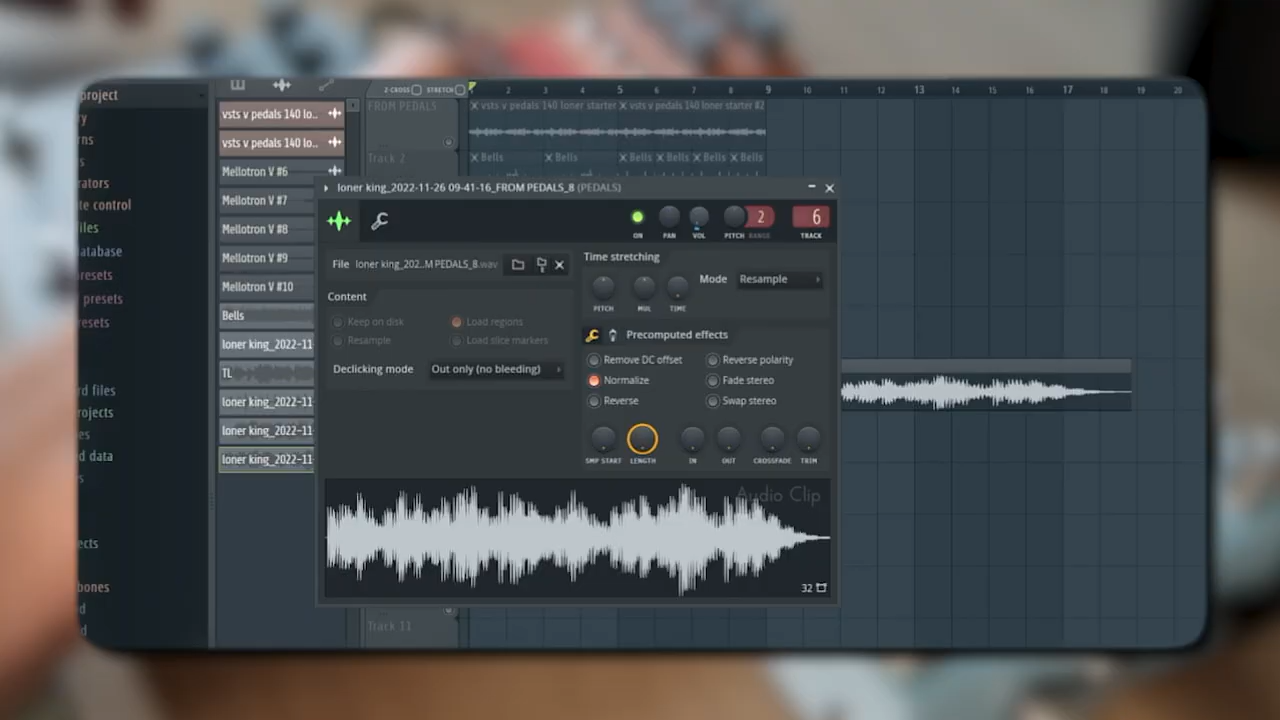 project
Z-CROSS STRETCH
2 3 4 5 6 7 8 9 10 11 12 13 14 15 16 17 18 19 20
ry
rns
s
rators
te control
iles
atabase
resets
presets
resets
rd files
rojects
es
d data
s
ects
bones
d
d
vsts v pedals 140 lo..
vsts v pedals 140 lo..
Mellotron V #6
Mellotron V #7
Mellotron V #8
Mellotron V #9
Mellotron V #10
Bells
loner king_2022-11
TL
loner king_2022-11
loner king_2022-11
loner king_2022-11
FROM PEDALS
vsts v pedals 140 loner starter vsts v pedals 140 loner starter #2
Track 2
Bells Bells Bells Bells Bells Bells
loner king_2022-11-26 09-41-16_FROM PEDALS_8 (PEDALS)
2 6
ON PAN VOL PITCH RANGE TRACK
File loner king_202...M PEDALS_8.wav
Content
Keep on disk Load regions
Resample Load slice markers
Declicking mode Out only (no bleeding)
Time stretching
Mode Resample
PITCH MUL TIME
Precomputed effects
Remove DC offset Reverse polarity
Normalize Fade stereo
Reverse Swap stereo
SMP START LENGTH IN OUT CROSSFADE TRIM
Audio Clip
32
Track 11